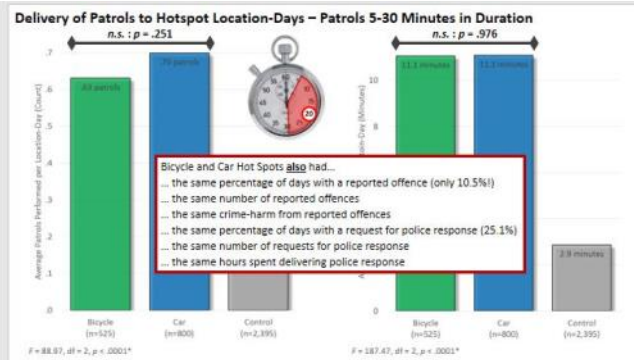 Delivery of Patrols to Hotspot Location-Days – Patrols 5-30 Minutes in Duration
n.s. : p = .251
n.s. : p = .976
.7
.6
.5
.4
.3
.2
.1
.0
Average Patrols Performed per Location-Day (Count)
.63 patrols
Bicycle
(n=525)
Car
(n=800)
Control
(n=2,395)
F = 88.97, df = 2, p < .0001*
20
Bicycle and Car Hot Spots also had...
... the same percentage of days with a reported offence (only 10.5%!)
... the same number of reported offences
... the same crime-harm from reported offences
... the same percentage of days with a request for police response (25.1%)
... the same number of requests for police response
... the same hours spent delivering police response
10
8
0
11.1 minutes
11.1 minutes
2.9 minutes
Bicycle
(n=525)
Car
(n=800)
Control
(n=2,395)
F = 187.47, df = 2, p < .0001*